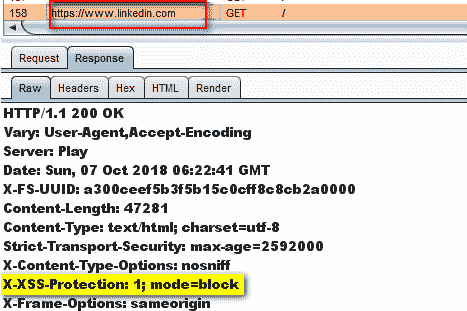 158 https://www.linkedin.com GET /
Request Response
Raw Headers Hex HTML Render
HTTP/1.1 200 OK
Vary: User-Agent,Accept-Encoding
Server: Play
Date: Sun, 07 Oct 2018 06:22:41 GMT
X-FS-UUID: a300ceef5b3f5b15c0cff8c8cb2a0000
Content-Length: 47281
Content-Type: text/html; charset=utf-8
Strict-Transport-Security: max-age=2592000
X-Content-Type-Options: nosniff
X-XSS-Protection: 1; mode=block
X-Frame-Options: sameorigin